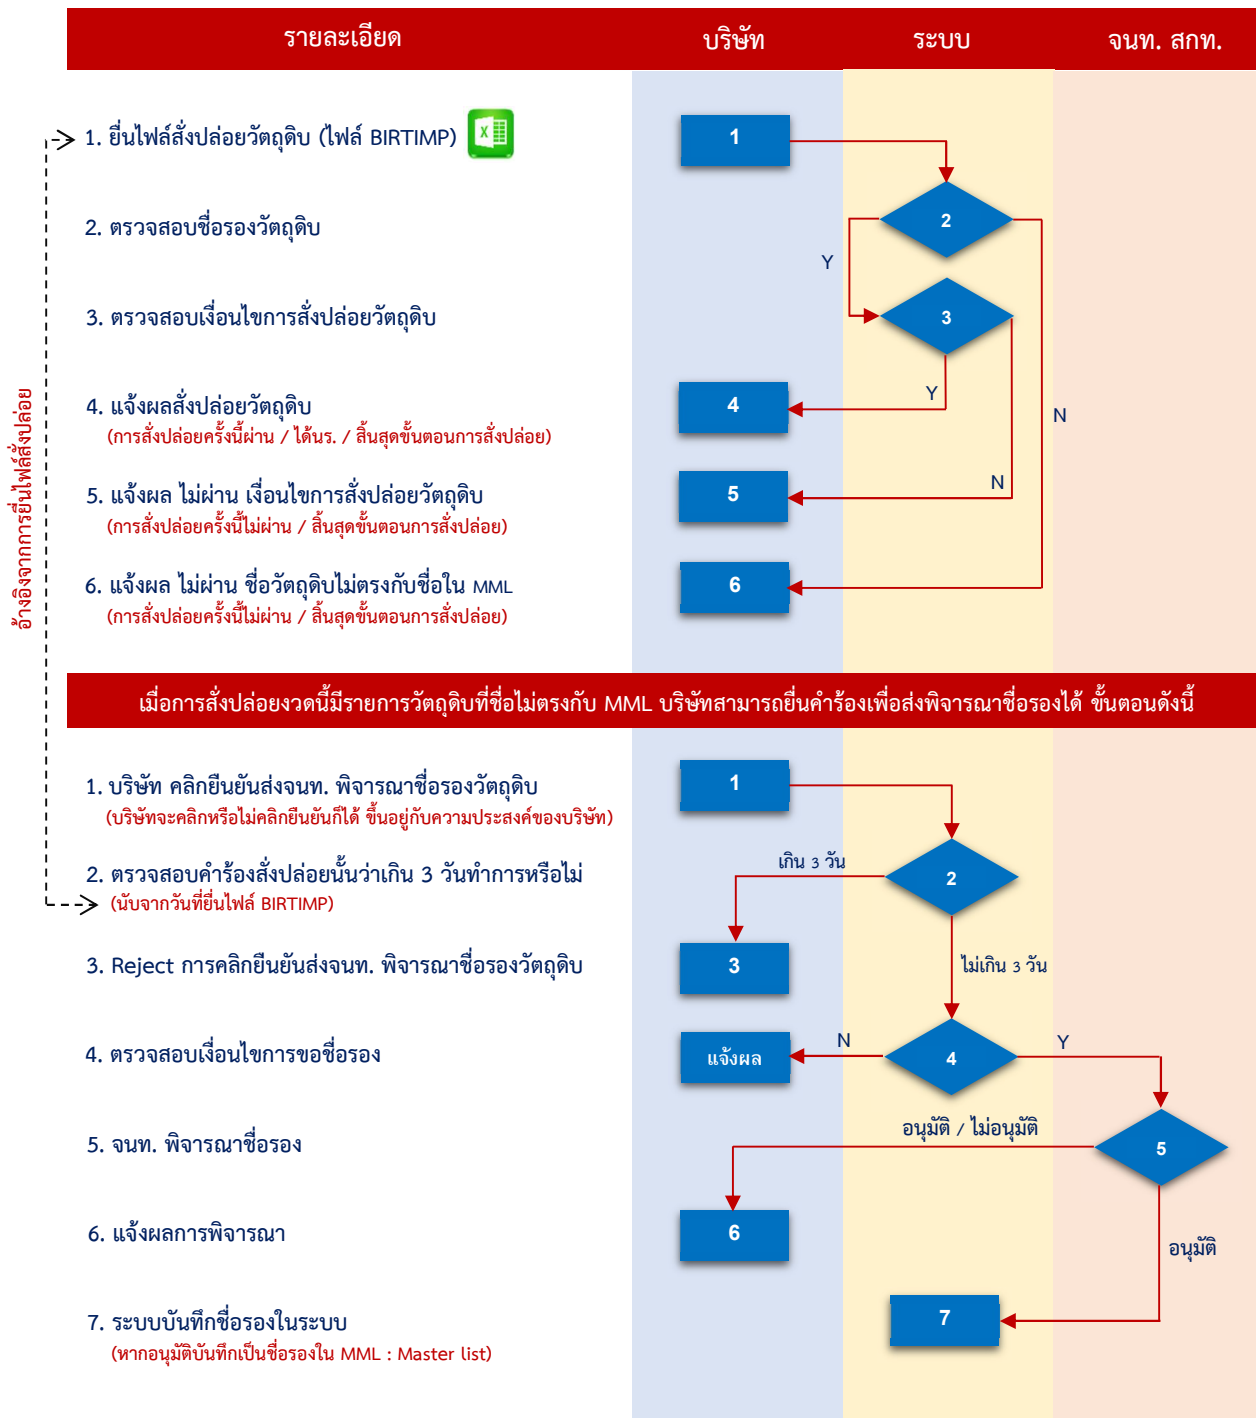 รายละเอียด
บริษัท
ระบบ
จนท. สกท.
1. ยื่นไฟล์สั่งปล่อยวัตถุดิบ (ไฟล์ BIRTIMP)
X
1
2. ตรวจสอบชื่อรองวัตถุดิบ
2
Y
3. ตรวจสอบเงื่อนไขการสั่งปล่อยวัตถุดิบ
3
4. แจ้งผลสั่งปล่อยวัตถุดิบ
(การสั่งปล่อยครั้งนี้ผ่าน / ได้นร. / สิ้นสุดขั้นตอนการสั่งปล่อย)
4
Y
N
5. แจ้งผล ไม่ผ่าน เงื่อนไขการสั่งปล่อยวัตถุดิบ
(การสั่งปล่อยครั้งนี้ไม่ผ่าน / สิ้นสุดขั้นตอนการสั่งปล่อย)
5
N
6. แจ้งผล ไม่ผ่าน ชื่อวัตถุดิบไม่ตรงกับชื่อใน MML
(การสั่งปล่อยครั้งนี้ไม่ผ่าน / สิ้นสุดขั้นตอนการสั่งปล่อย)
6
อ้างอิงจากการยื่นไฟล์สั่งปล่อย
เมื่อการสั่งปล่อยงวดนี้มีรายการวัตถุดิบที่ชื่อไม่ตรงกับ MML บริษัทสามารถยื่นคำร้องเพื่อส่งพิจารณาชื่อรองได้ ขั้นตอนดังนี้
1. บริษัท คลิกยืนยันส่งจนท. พิจารณาชื่อรองวัตถุดิบ
(บริษัทจะคลิกหรือไม่คลิกยืนยันก็ได้ ขึ้นอยู่กับความประสงค์ของบริษัท)
1
2. ตรวจสอบคำร้องสั่งปล่อยนั้นว่าเกิน 3 วันทำการหรือไม่
(นับจากวันที่ยื่นไฟล์ BIRTIMP)
เกิน 3 วัน
2
3. Reject การคลิกยืนยันส่งจนท. พิจารณาชื่อรองวัตถุดิบ
3
ไม่เกิน 3 วัน
4. ตรวจสอบเงื่อนไขการขอชื่อรอง
แจ้งผล
N
4
Y
5. จนท. พิจารณาชื่อรอง
อนุมัติ / ไม่อนุมัติ
5
6. แจ้งผลการพิจารณา
6
อนุมัติ
7. ระบบบันทึกชื่อรองในระบบ
(หากอนุมัติบันทึกเป็นชื่อรองใน MML : Master list)
7